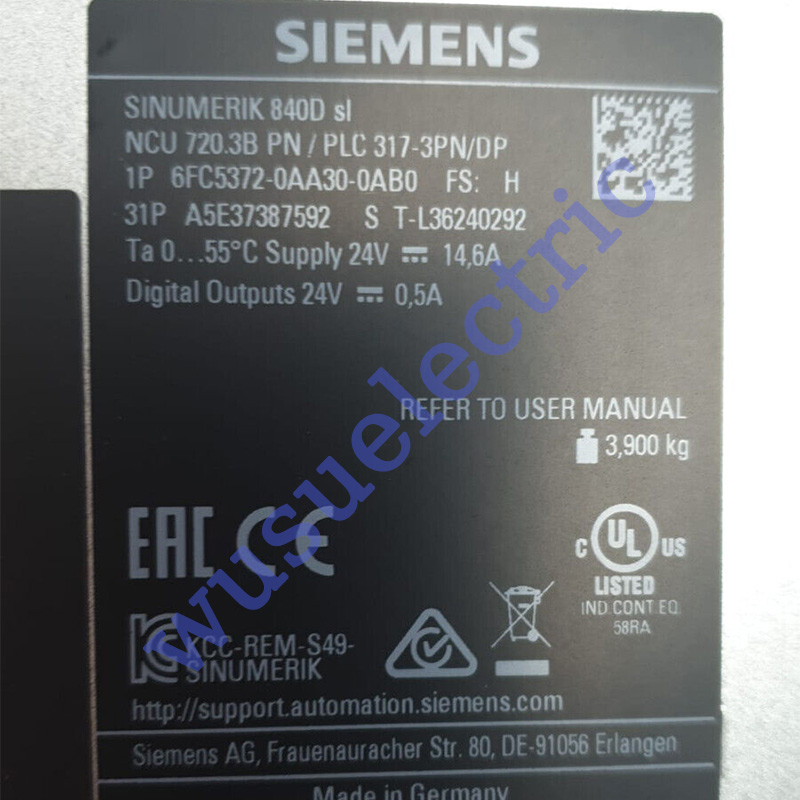 SIEMENS
SINUMERIK 840D sl
NCU 720.3B PN / PLC 317-3PN/DP
1P 6FC5372-0AA30-0AB0 FS: H
31P A5E37387592 S T-L36240292
Ta 0...55°C Supply 24V ⎓ 14,6A
Digital Outputs 24V ⎓ 0,5A
REFER TO USER MANUAL
3,900 kg
EAC CE
C UL US
LISTED
IND.CONT.EQ.
58RA
KC KCC-REM-S49-
SINUMERIK
http://support.automation.siemens.com
Siemens AG, Frauenauracher Str. 80, DE-91056 Erlangen
Made in Germany
wusuelectric